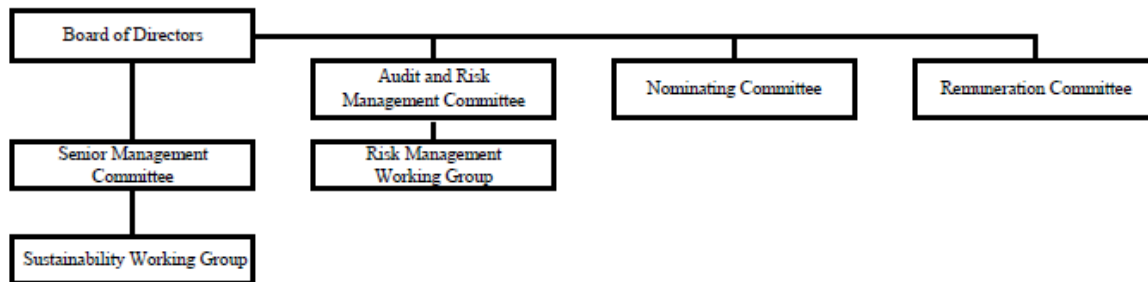 Board of Directors
Audit and Risk
Management Committee
Nominating Committee
Remuneration Committee
Senior Management
Committee
Risk Management
Working Group
Sustainability Working Group